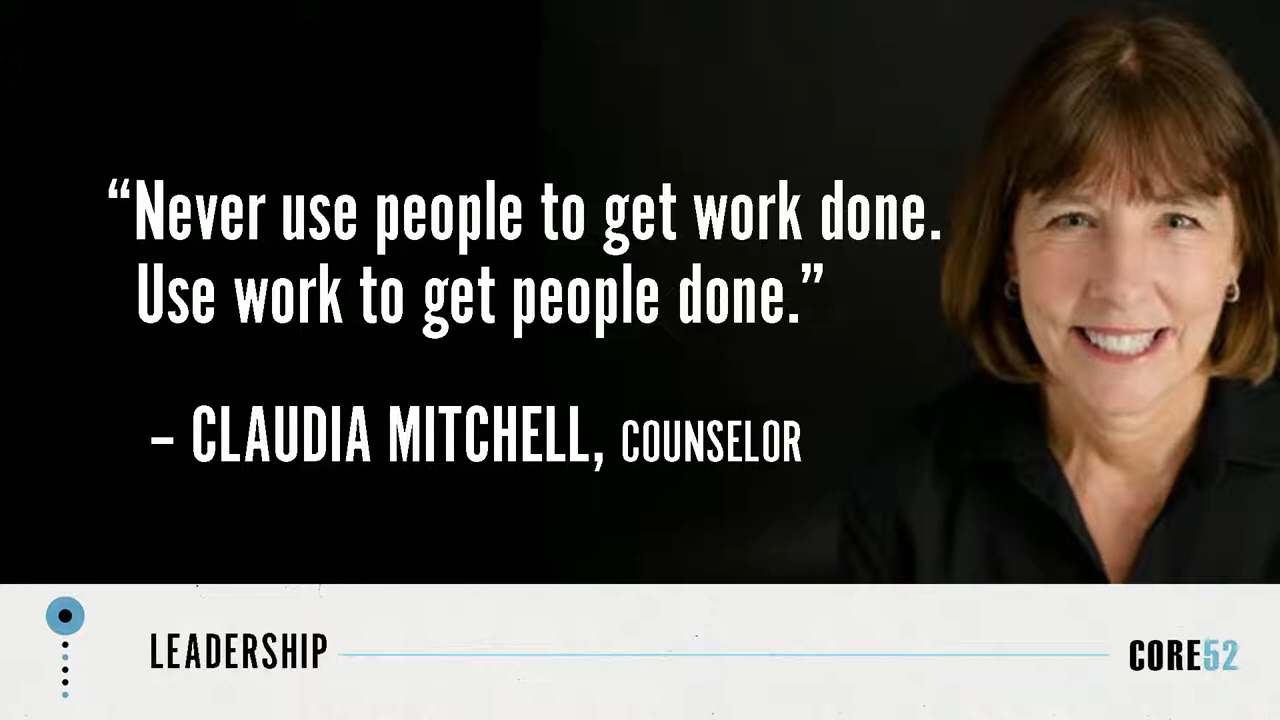 “Never use people to get work done.
Use work to get people done.”
– CLAUDIA MITCHELL, COUNSELOR
LEADERSHIP
CORE52